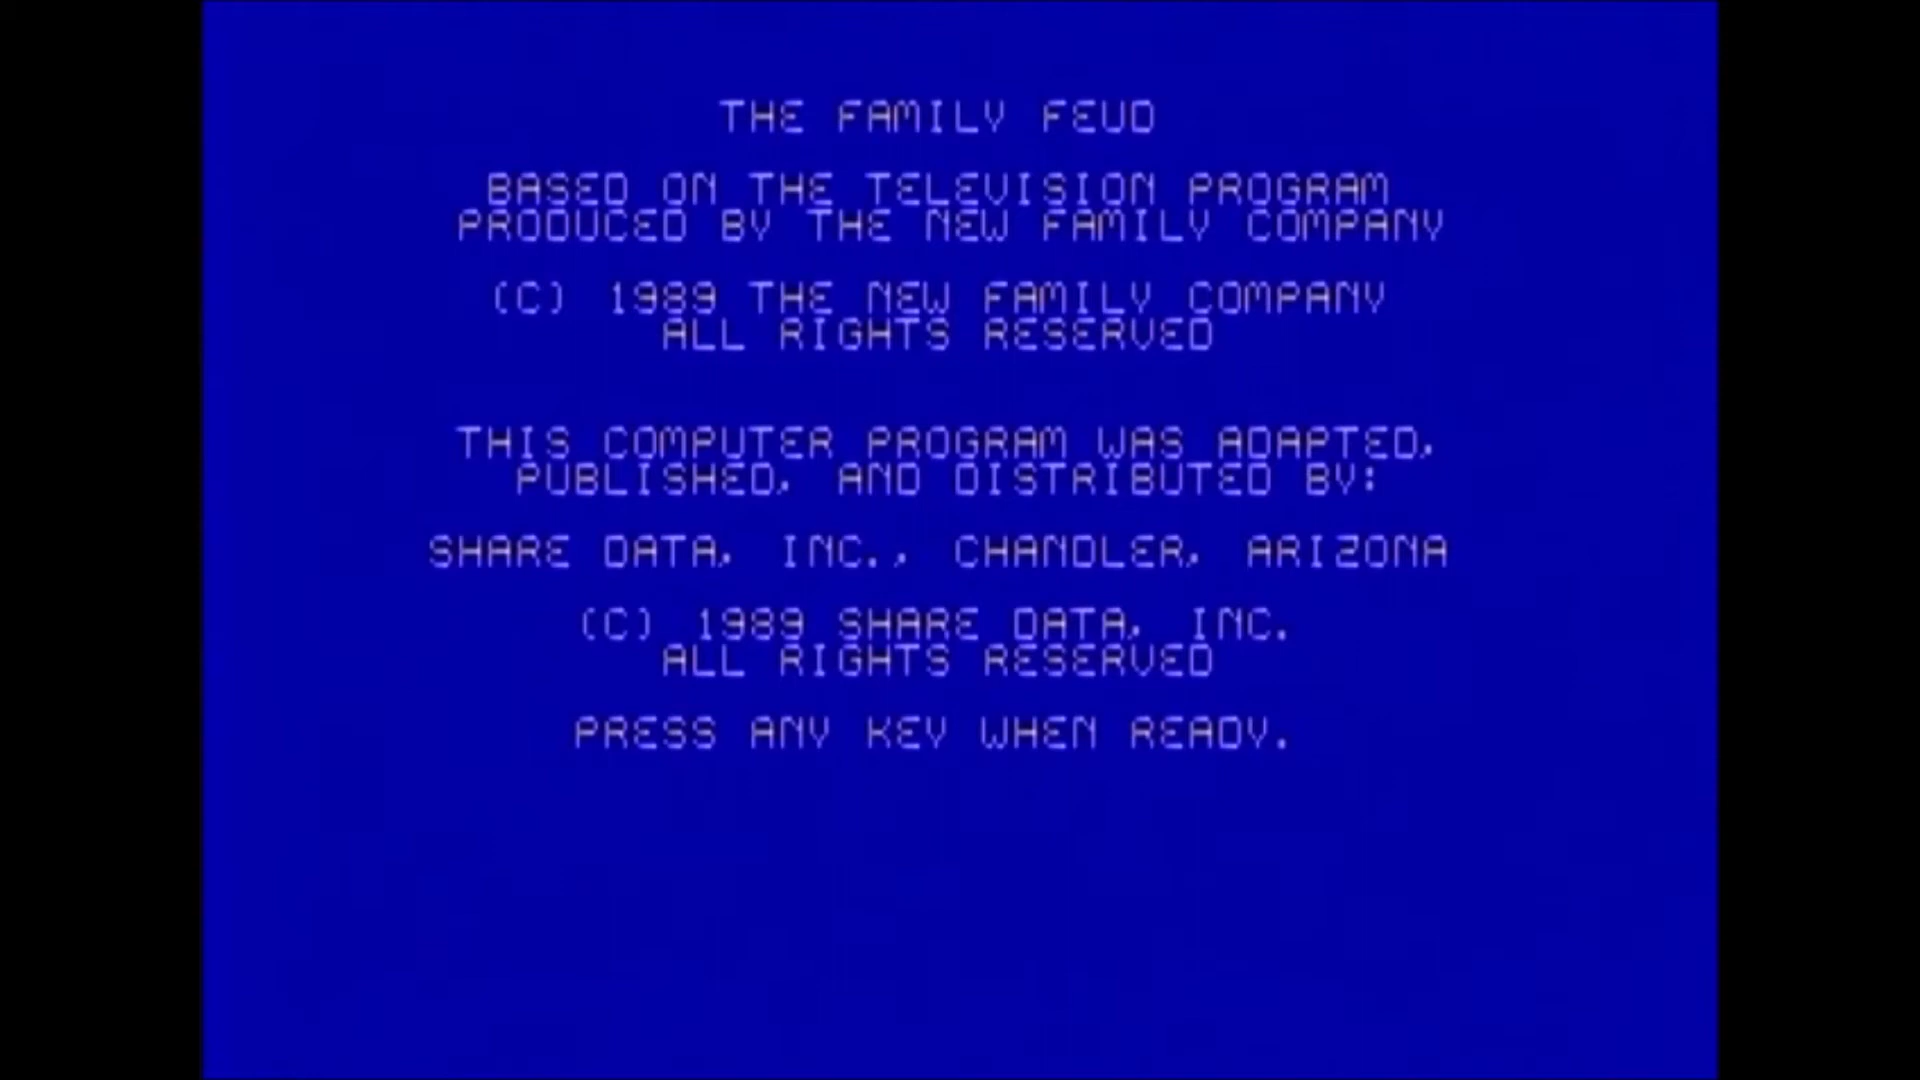 THE FAMILY FEUD
BASED ON THE TELEVISION PROGRAM
PRODUCED BY THE NEW FAMILY COMPANY
(C) 1989 THE NEW FAMILY COMPANY
ALL RIGHTS RESERVED
THIS COMPUTER PROGRAM WAS ADAPTED,
PUBLISHED, AND DISTRIBUTED BY:
SHARE DATA, INC., CHANDLER, ARIZONA
(C) 1989 SHARE DATA, INC.
ALL RIGHTS RESERVED
PRESS ANY KEY WHEN READY.